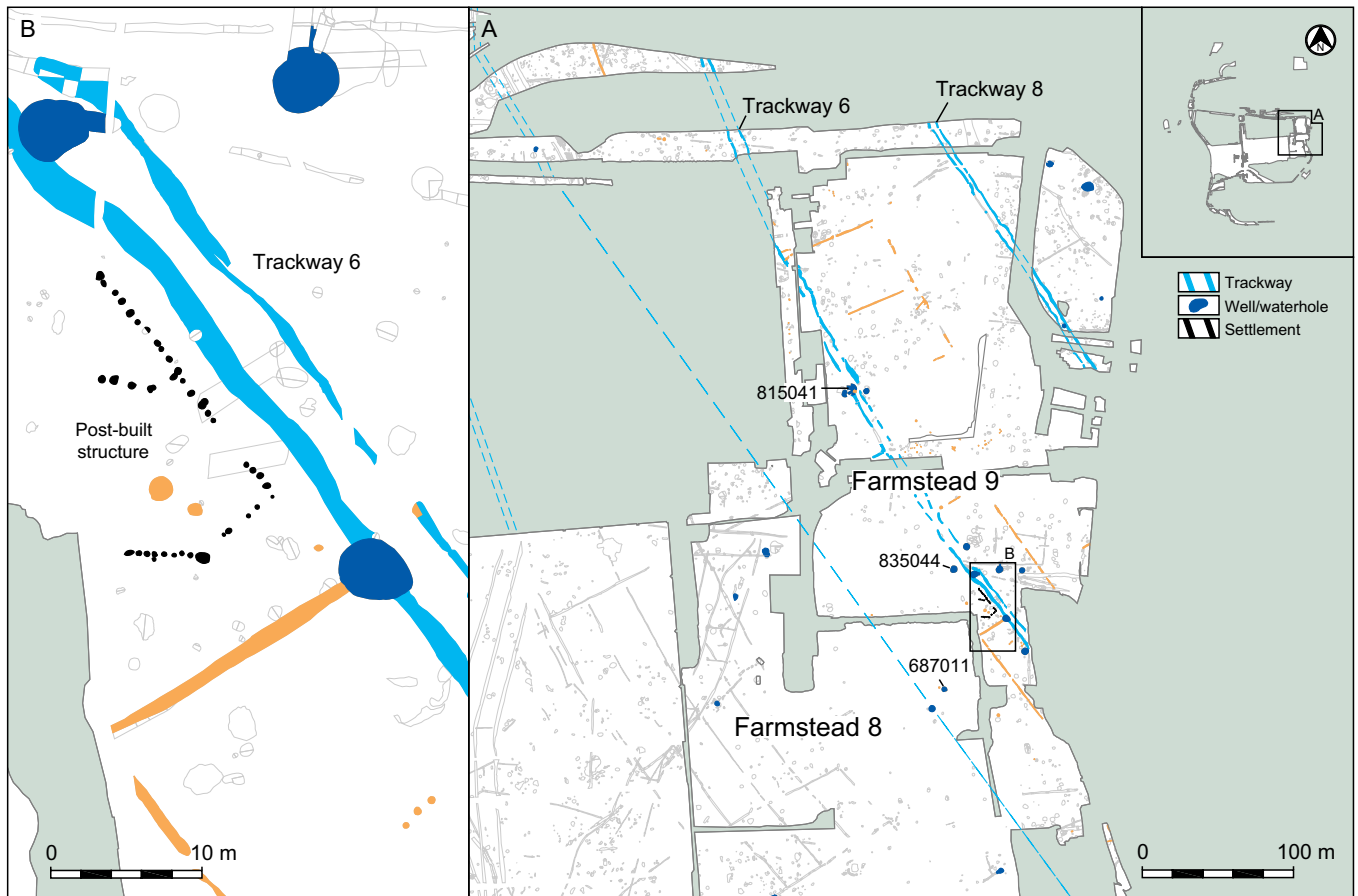 B
Trackway 6
Post-built
structure
0
10 m
A
Trackway 6
Trackway 8
815041
Farmstead 9
835044
B
687011
Farmstead 8
0
100 m
N
A
Trackway
Well/waterhole
Settlement